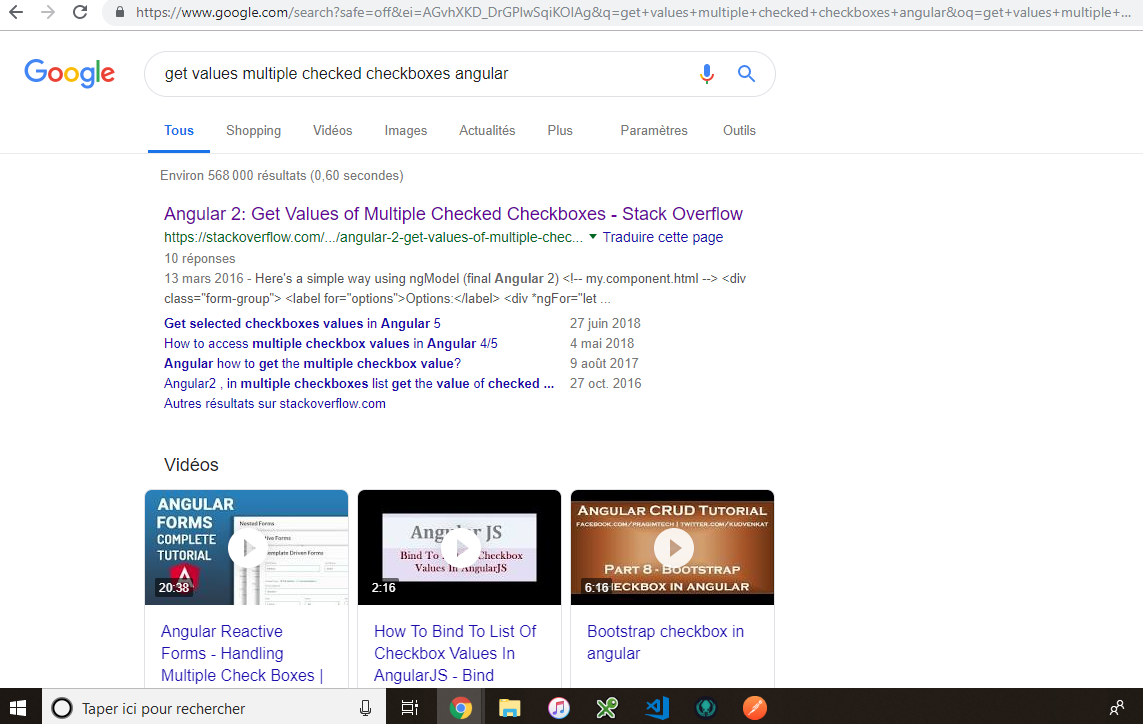 https://www.google.com/search?safe=off&ei=AGvhXKD_DrGPlwSqiKOIAg&q=get+values+multiple+checked+checkboxes+angular&oq=get+values+multiple+...
Google
get values multiple checked checkboxes angular
Tous Shopping Vidéos Images Actualités Plus Paramètres Outils
Environ 568 000 résultats (0,60 secondes)
Angular 2: Get Values of Multiple Checked Checkboxes - Stack Overflow
https://stackoverflow.com/.../angular-2-get-values-of-multiple-chec... Traduire cette page
10 réponses
13 mars 2016 - Here's a simple way using ngModel (final Angular 2) <!-- my.component.html --> <div
class="form-group"> <label for="options">Options:</label> <div *ngFor="let ...
Get selected checkboxes values in Angular 5 27 juin 2018
How to access multiple checkbox values in Angular 4/5 4 mai 2018
Angular how to get the multiple checkbox value? 9 août 2017
Angular2 , in multiple checkboxes list get the value of checked ... 27 oct. 2016
Autres résultats sur stackoverflow.com
Vidéos
ANGULAR
FORMS
COMPLETE
TUTORIAL
Nested Forms
Template Driven Forms
20:38
Angular JS
Bind To Checkbox
Values In AngularJS
2:16
ANGULAR CRUD TUTORIAL
FACEBOOK.COM/PRAGIMTECH | TWITTER.COM/KUDVENKAT
PART 8 - BOOTSTRAP
CHECKBOX IN ANGULAR
6:16
Angular Reactive
Forms - Handling
Multiple Check Boxes |
How To Bind To List Of
Checkbox Values In
AngularJS - Bind
Bootstrap checkbox in
angular
Taper ici pour rechercher